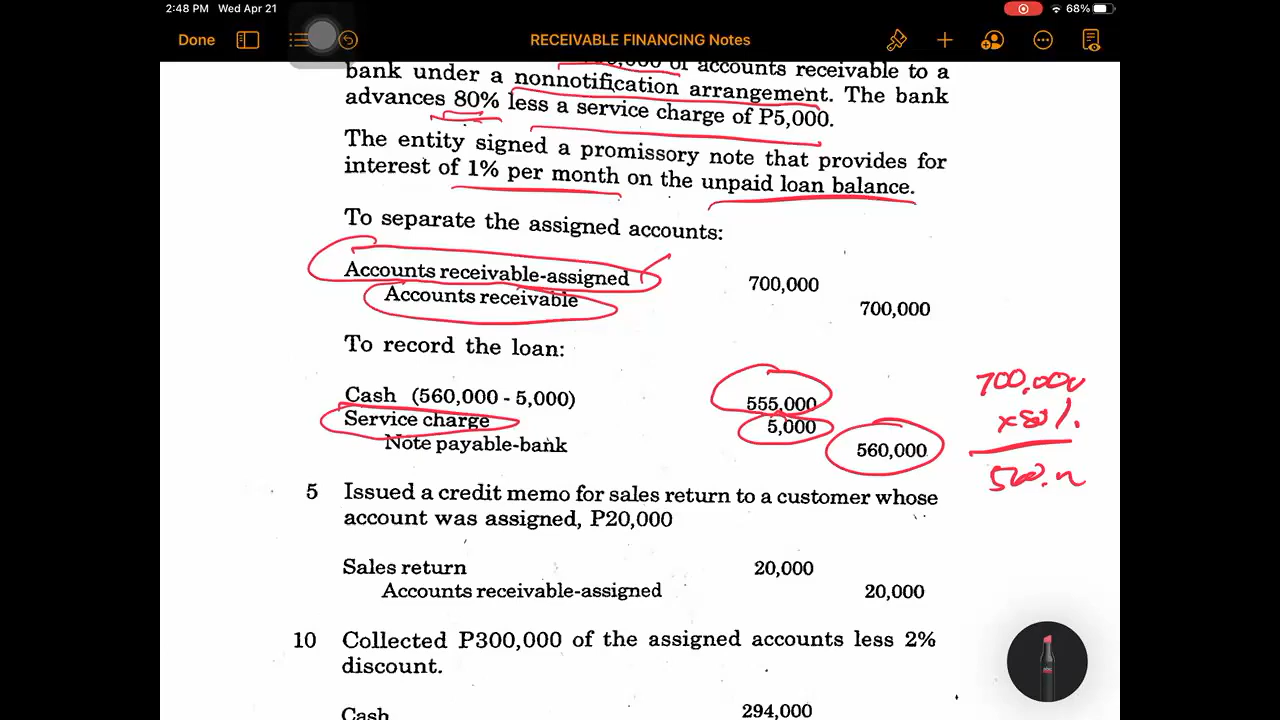 2:48 PM Wed Apr 21
68%
Done
RECEIVABLE FINANCING Notes
of accounts receivable to a
bank under a nonnotification arrangement. The bank
advances 80% less a service charge of P5,000.
The entity signed a promissory note that provides for
interest of 1% per month on the unpaid loan balance.
To separate the assigned accounts:
Accounts receivable-assigned 700,000
Accounts receivable 700,000
To record the loan:
Cash (560,000 - 5,000) 555,000
Service charge 5,000
Note payable-bank 560,000
700,000
x80%
5 Issued a credit memo for sales return to a customer whose
account was assigned, P20,000
Sales return 20,000
Accounts receivable-assigned 20,000
10 Collected P300,000 of the assigned accounts less 2%
discount.
Cash 294,000